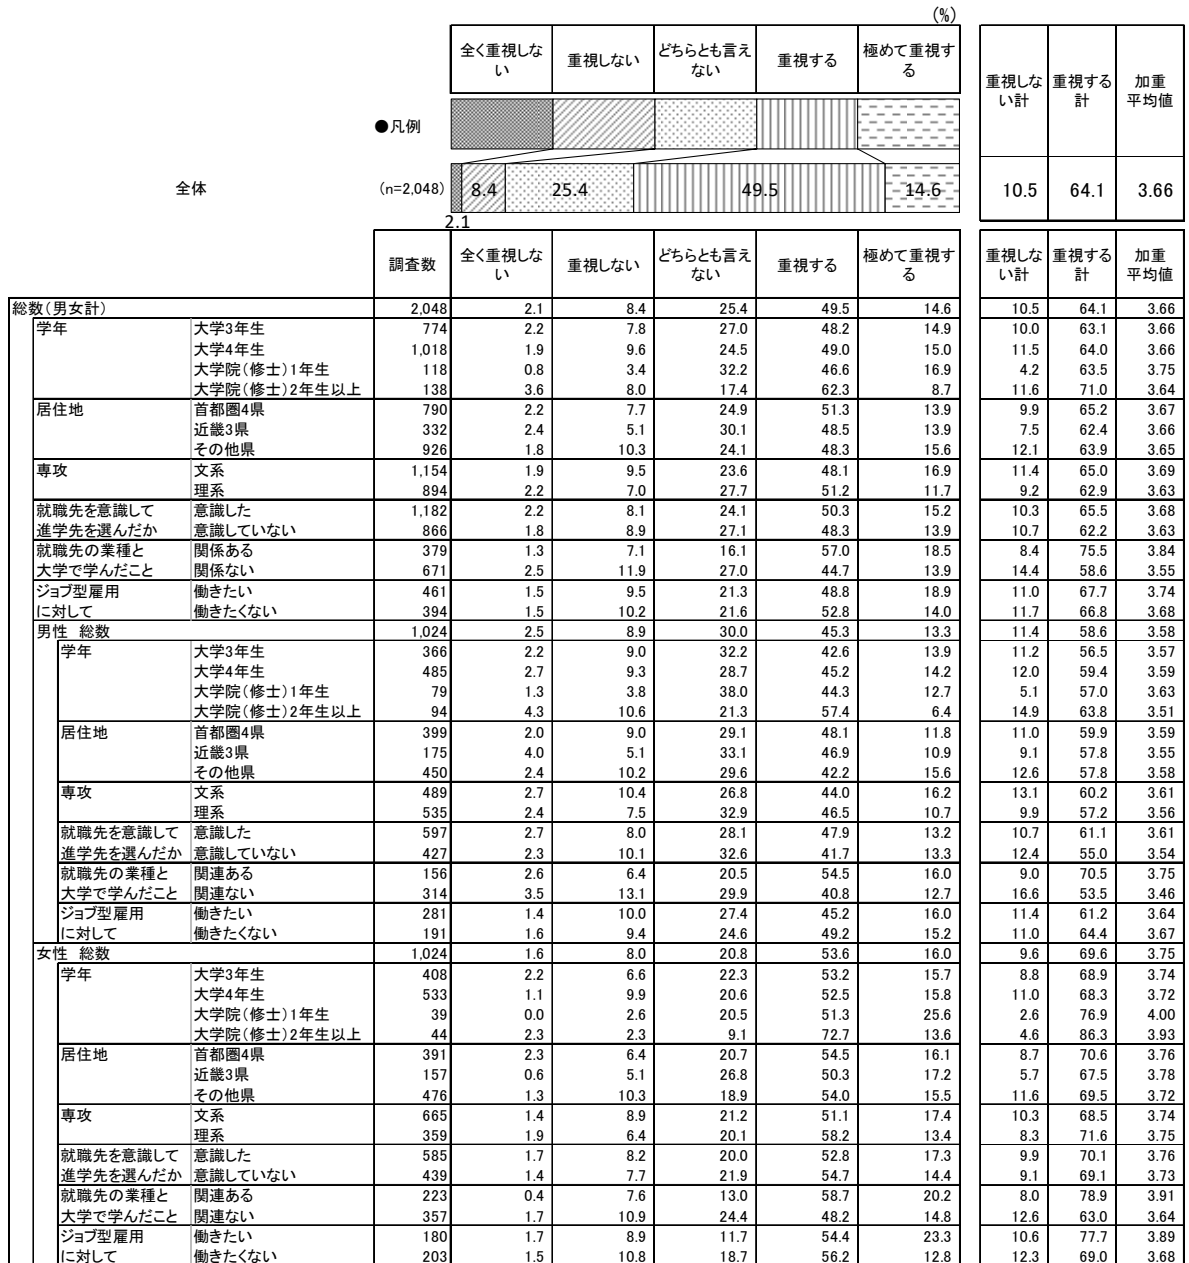 (%)
全く重視しない 重視しない どちらとも言えない 重視する 極めて重視する 重視しない計 重視する計 加重平均値
●凡例
全体 (n=2,048) 8.4 25.4 49.5 14.6 10.5 64.1 3.66
2.1
調査数 全く重視しない 重視しない どちらとも言えない 重視する 極めて重視する 重視しない計 重視する計 加重平均値
総数(男女計) 2,048 2.1 8.4 25.4 49.5 14.6 10.5 64.1 3.66
学年 大学3年生 774 2.2 7.8 27.0 48.2 14.9 10.0 63.1 3.66
大学4年生 1,018 1.9 9.6 24.5 49.0 15.0 11.5 64.0 3.66
大学院(修士)1年生 118 0.8 3.4 32.2 46.6 16.9 4.2 63.5 3.75
大学院(修士)2年生以上 138 3.6 8.0 17.4 62.3 8.7 11.6 71.0 3.64
居住地 首都圏4県 790 2.2 7.7 24.9 51.3 13.9 9.9 65.2 3.67
近畿3県 332 2.4 5.1 30.1 48.5 13.9 7.5 62.4 3.66
その他県 926 1.8 10.3 24.1 48.3 15.6 12.1 63.9 3.65
専攻 文系 1,154 1.9 9.5 23.6 48.1 16.9 11.4 65.0 3.69
理系 894 2.2 7.0 27.7 51.2 11.7 9.2 62.9 3.63
就職先を意識して 意識した 1,182 2.2 8.1 24.1 50.3 15.2 10.3 65.5 3.68
進学先を選んだか 意識していない 866 1.8 8.9 27.1 48.3 13.9 10.7 62.2 3.63
就職先の業種と 関係ある 379 1.3 7.1 16.1 57.0 18.5 8.4 75.5 3.84
大学で学んだこと 関係ない 671 2.5 11.9 27.0 44.7 13.9 14.4 58.6 3.55
ジョブ型雇用 働きたい 461 1.5 9.5 21.3 48.8 18.9 11.0 67.7 3.74
に対して 働きたくない 394 1.5 10.2 21.6 52.8 14.0 11.7 66.8 3.68
男性 総数 1,024 2.5 8.9 30.0 45.3 13.3 11.4 58.6 3.58
学年 大学3年生 366 2.2 9.0 32.2 42.6 13.9 11.2 56.5 3.57
大学4年生 485 2.7 9.3 28.7 45.2 14.2 12.0 59.4 3.59
大学院(修士)1年生 79 1.3 3.8 38.0 44.3 12.7 5.1 57.0 3.63
大学院(修士)2年生以上 94 4.3 10.6 21.3 57.4 6.4 14.9 63.8 3.51
居住地 首都圏4県 399 2.0 9.0 29.1 48.1 11.8 11.0 59.9 3.59
近畿3県 175 4.0 5.1 33.1 46.9 10.9 9.1 57.8 3.55
その他県 450 2.4 10.2 29.6 42.2 15.6 12.6 57.8 3.58
専攻 文系 489 2.7 10.4 26.8 44.0 16.2 13.1 60.2 3.61
理系 535 2.4 7.5 32.9 46.5 10.7 9.9 57.2 3.56
就職先を意識して 意識した 597 2.7 8.0 28.1 47.9 13.2 10.7 61.1 3.61
進学先を選んだか 意識していない 427 2.3 10.1 32.6 41.7 13.3 12.4 55.0 3.54
就職先の業種と 関連ある 156 2.6 6.4 20.5 54.5 16.0 9.0 70.5 3.75
大学で学んだこと 関連ない 314 3.5 13.1 29.9 40.8 12.7 16.6 53.5 3.46
ジョブ型雇用 働きたい 281 1.4 10.0 27.4 45.2 16.0 11.4 61.2 3.64
に対して 働きたくない 191 1.6 9.4 24.6 49.2 15.2 11.0 64.4 3.67
女性 総数 1,024 1.6 8.0 20.8 53.6 16.0 9.6 69.6 3.75
学年 大学3年生 408 2.2 6.6 22.3 53.2 15.7 8.8 68.9 3.74
大学4年生 533 1.1 9.9 20.6 52.5 15.8 11.0 68.3 3.72
大学院(修士)1年生 39 0.0 2.6 20.5 51.3 25.6 2.6 76.9 4.00
大学院(修士)2年生以上 44 2.3 2.3 9.1 72.7 13.6 4.6 86.3 3.93
居住地 首都圏4県 391 2.3 6.4 20.7 54.5 16.1 8.7 70.6 3.76
近畿3県 157 0.6 5.1 26.8 50.3 17.2 5.7 67.5 3.78
その他県 476 1.3 10.3 18.9 54.0 15.5 11.6 69.5 3.72
専攻 文系 665 1.4 8.9 21.2 51.1 17.4 10.3 68.5 3.74
理系 359 1.9 6.4 20.1 58.2 13.4 8.3 71.6 3.75
就職先を意識して 意識した 585 1.7 8.2 20.0 52.8 17.3 9.9 70.1 3.76
進学先を選んだか 意識していない 439 1.4 7.7 21.9 54.7 14.4 9.1 69.1 3.73
就職先の業種と 関連ある 223 0.4 7.6 13.0 58.7 20.2 8.0 78.9 3.91
大学で学んだこと 関連ない 357 1.7 10.9 24.4 48.2 14.8 12.6 63.0 3.64
ジョブ型雇用 働きたい 180 1.7 8.9 11.7 54.4 23.3 10.6 77.7 3.89
に対して 働きたくない 203 1.5 10.8 18.7 56.2 12.8 12.3 69.0 3.68